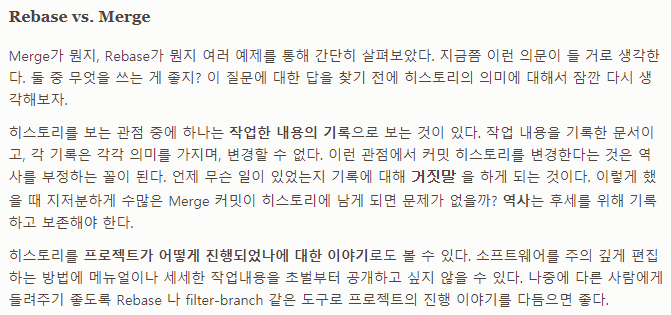 Rebase vs. Merge
Merge가 뭔지, Rebase가 뭔지 여러 예제를 통해 간단히 살펴보았다. 지금쯤 이런 의문이 들 거로 생각한
다. 둘 중 무엇을 쓰는 게 좋지? 이 질문에 대한 답을 찾기 전에 히스토리의 의미에 대해서 잠깐 다시 생
각해보자.
히스토리를 보는 관점 중에 하나는 작업한 내용의 기록으로 보는 것이 있다. 작업 내용을 기록한 문서이
고, 각 기록은 각각 의미를 가지며, 변경할 수 없다. 이런 관점에서 커밋 히스토리를 변경한다는 것은 역
사를 부정하는 꼴이 된다. 언제 무슨 일이 있었는지 기록에 대해 거짓말 을 하게 되는 것이다. 이렇게 했
을 때 지저분하게 수많은 Merge 커밋이 히스토리에 남게 되면 문제가 없을까? 역사는 후세를 위해 기록
하고 보존해야 한다.
히스토리를 프로젝트가 어떻게 진행되었나에 대한 이야기로도 볼 수 있다. 소프트웨어를 주의 깊게 편집
하는 방법에 메뉴얼이나 세세한 작업내용을 초벌부터 공개하고 싶지 않을 수 있다. 나중에 다른 사람에게
들려주기 좋도록 Rebase 나 filter-branch 같은 도구로 프로젝트의 진행 이야기를 다듬으면 좋다.